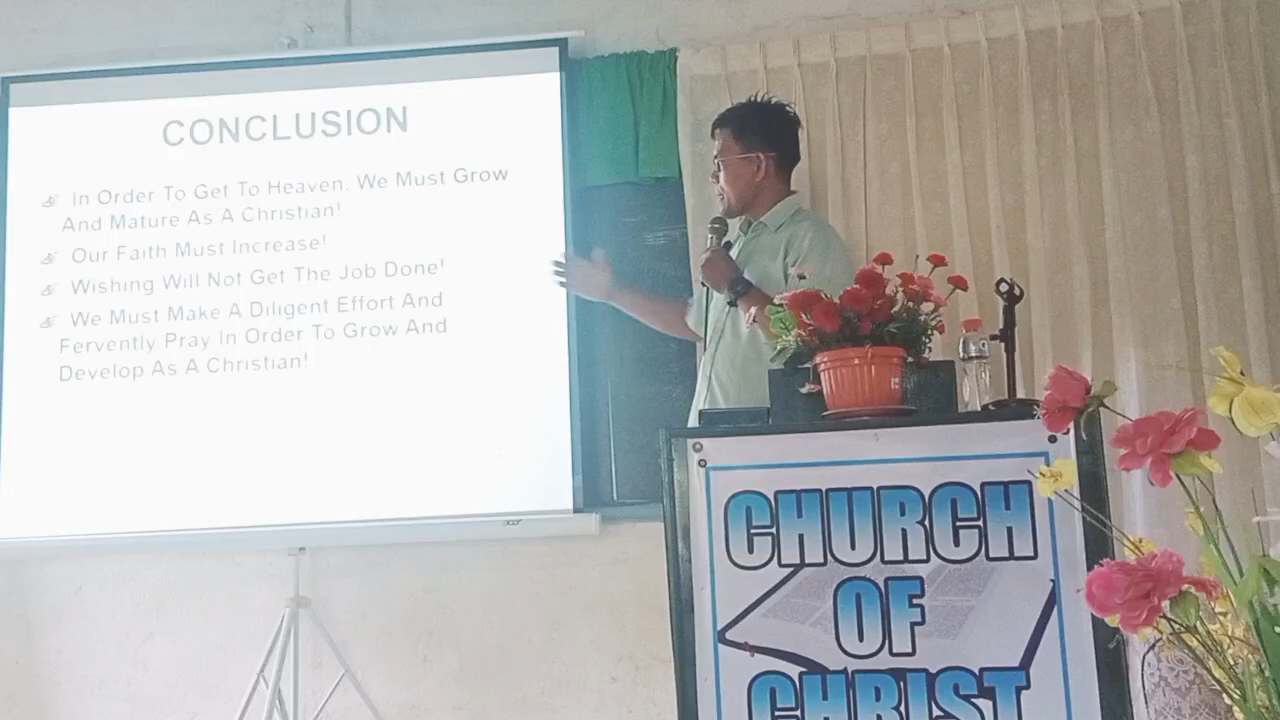 CONCLUSION
In Order To Get To Heaven, We Must Grow
And Mature As A Christian!
Our Faith Must Increase!
Wishing Will Not Get The Job Done!
We Must Make A Diligent Effort And
Fervently Pray In Order To Grow And
Develop As A Christian!
CHURCH
OF
CHRIST